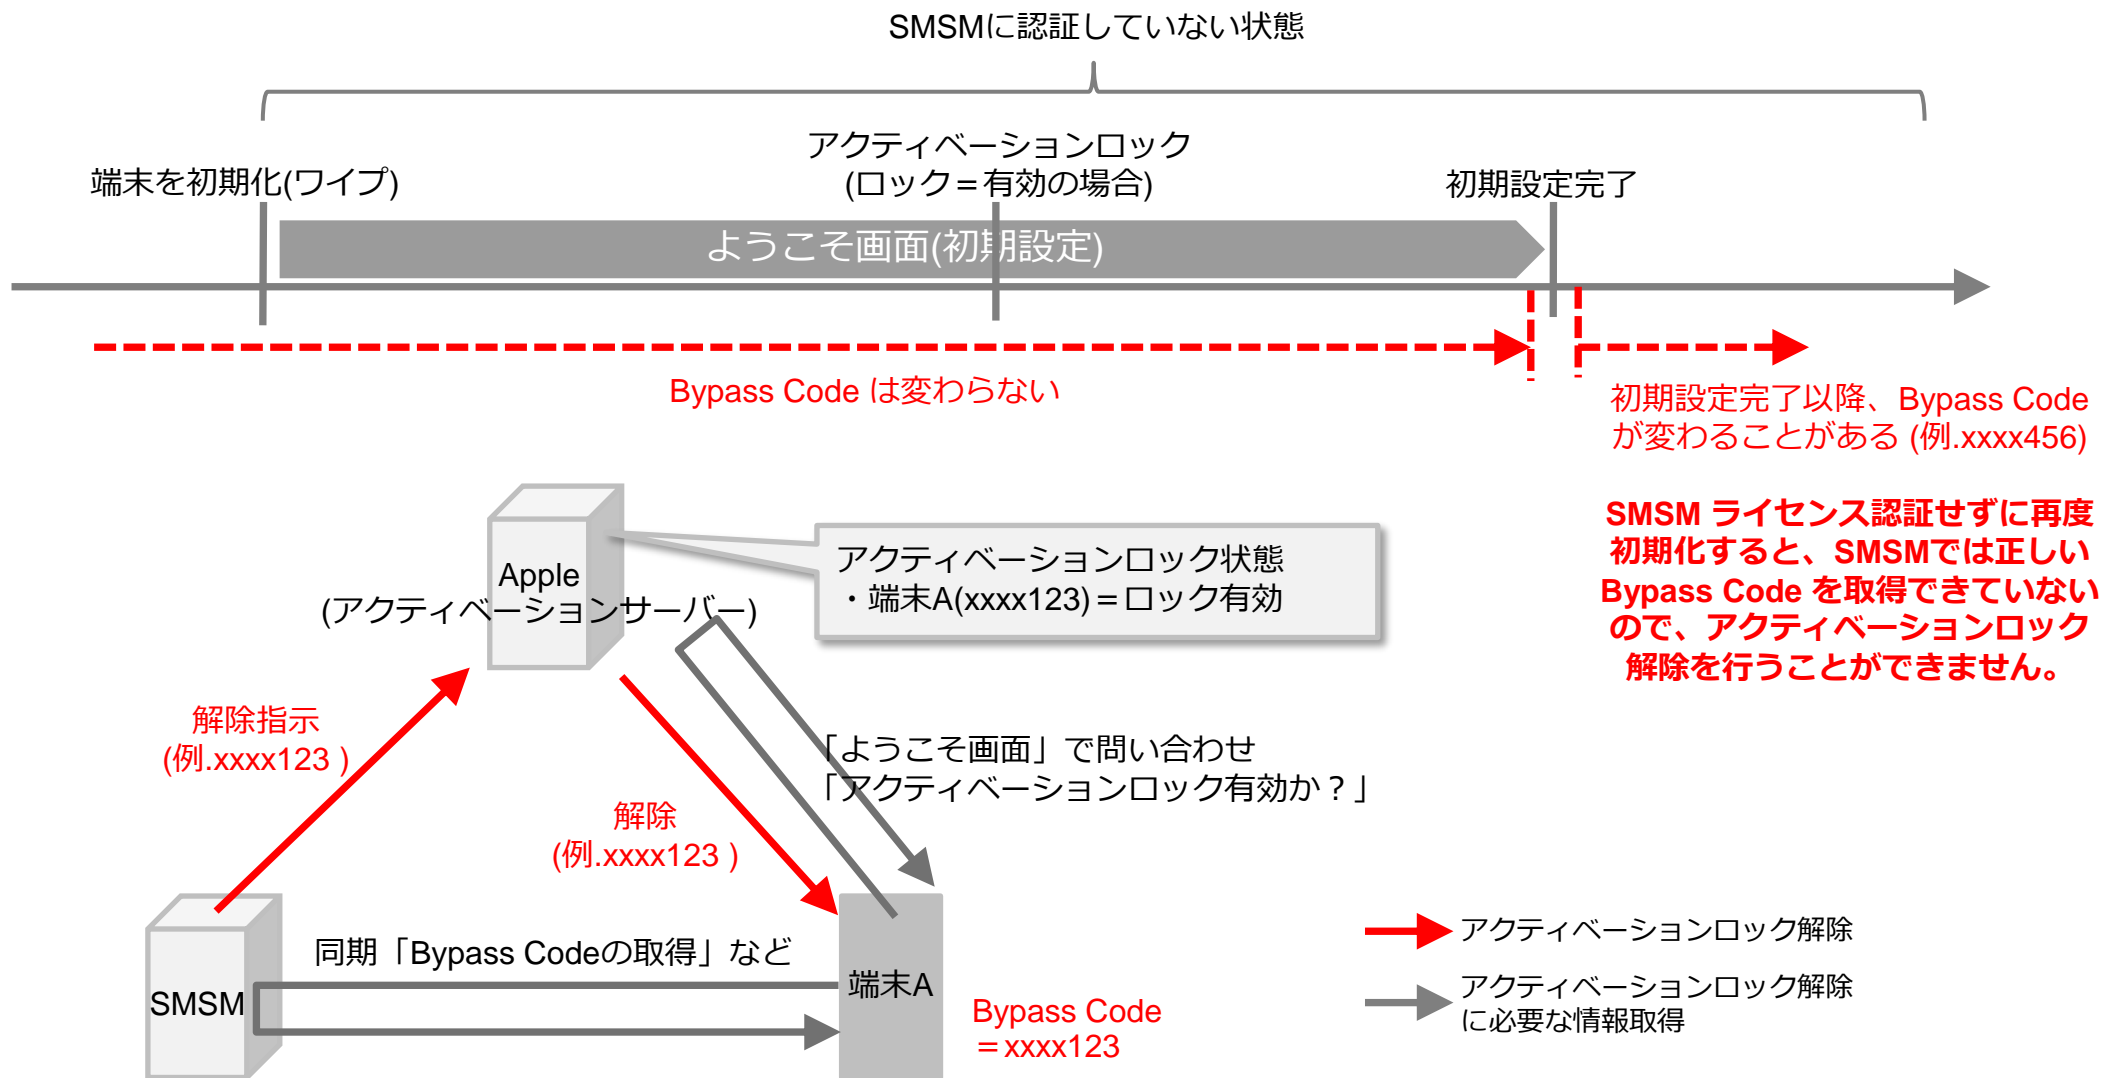 SMSMに認証していない状態
端末を初期化(ワイプ)
アクティベーションロック
(ロック＝有効の場合)
初期設定完了
ようこそ画面(初期設定)
Bypass Code は変わらない
初期設定完了以降、Bypass Code
が変わることがある (例.xxxx456)
SMSM ライセンス認証せずに再度
初期化すると、SMSMでは正しい
Bypass Code を取得できていない
ので、アクティベーションロック
解除を行うことができません。
Apple
(アクティベーションサーバー)
アクティベーションロック状態
・端末A(xxxx123)＝ロック有効
解除指示
(例.xxxx123 )
「ようこそ画面」で問い合わせ
「アクティベーションロック有効か？」
解除
(例.xxxx123 )
同期「Bypass Codeの取得」など
SMSM
端末A
Bypass Code
＝xxxx123
アクティベーションロック解除
アクティベーションロック解除
に必要な情報取得